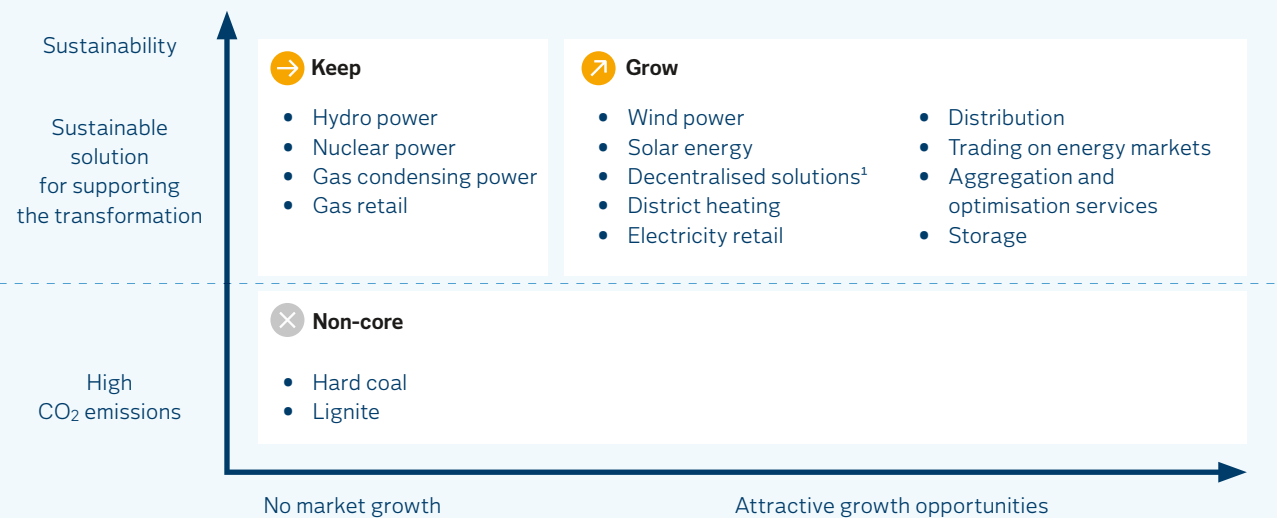 Sustainability
Sustainable
solution
for supporting
the transformation
Keep
• Hydro power
• Nuclear power
• Gas condensing power
• Gas retail
Grow
• Wind power
• Solar energy
• Decentralised solutions¹
• District heating
• Electricity retail
• Distribution
• Trading on energy markets
• Aggregation and
optimisation services
• Storage
High
CO₂ emissions
Non-core
• Hard coal
• Lignite
No market growth
Attractive growth opportunities